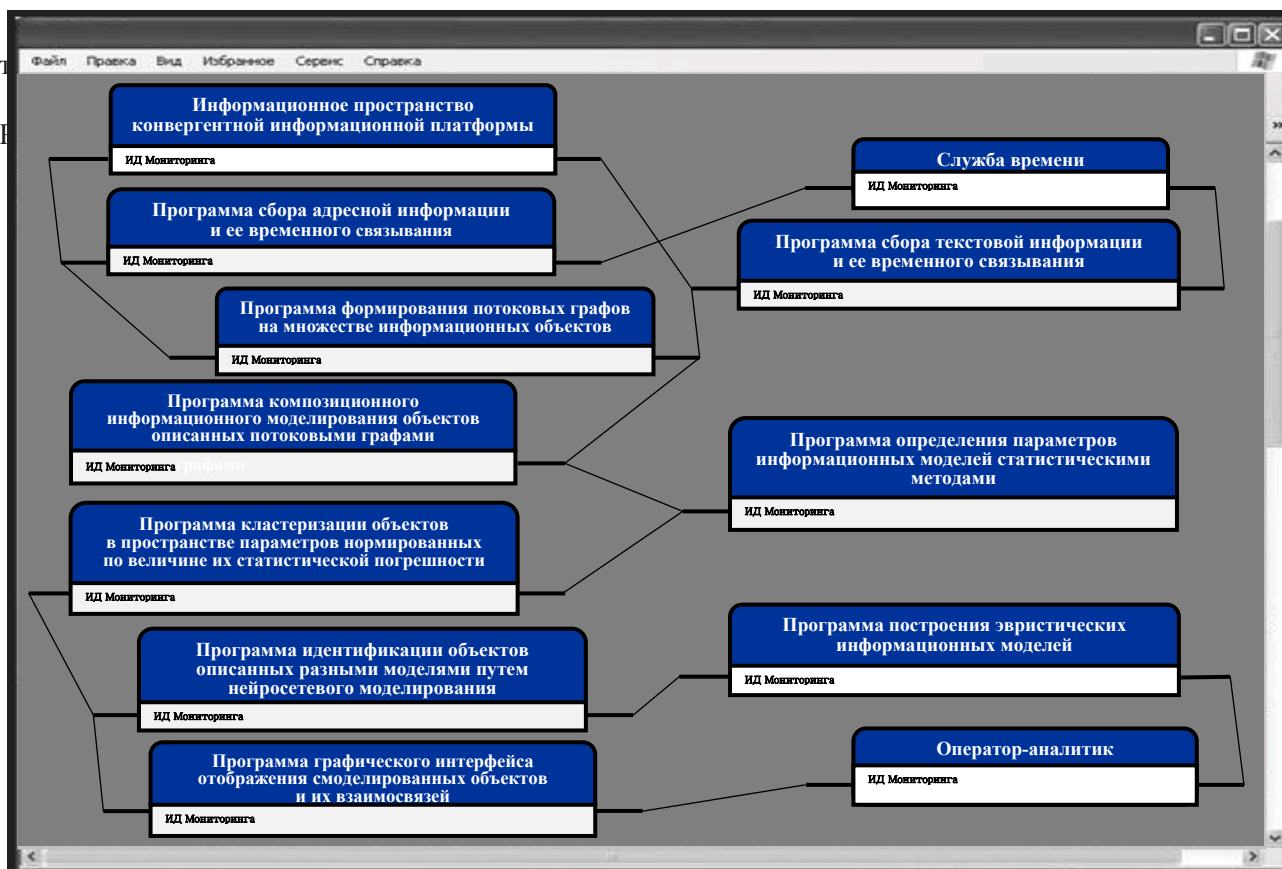 Файл Правка Вид Избранное Сервис Справка
Информационное пространство
конвергентной информационной платформы
ИД Мониторинга
Служба времени
ИД Мониторинга
Программа сбора адресной информации
и ее временного связывания
ИД Мониторинга
Программа сбора текстовой информации
и ее временного связывания
ИД Мониторинга
Программа формирования потоковых графов
на множестве информационных объектов
ИД Мониторинга
Программа композиционного
информационного моделирования объектов
описанных потоковыми графами
ИД Мониторинга
Программа определения параметров
информационных моделей статистическими
методами
ИД Мониторинга
Программа кластеризации объектов
в пространстве параметров нормированных
по величине их статистической погрешности
ИД Мониторинга
Программа построения эвристических
информационных моделей
ИД Мониторинга
Программа идентификации объектов
описанных разными моделями путем
нейросетевого моделирования
ИД Мониторинга
Оператор-аналитик
ИД Мониторинга
Программа графического интерфейса
отображения смоделированных объектов
и их взаимосвязей
ИД Мониторинга